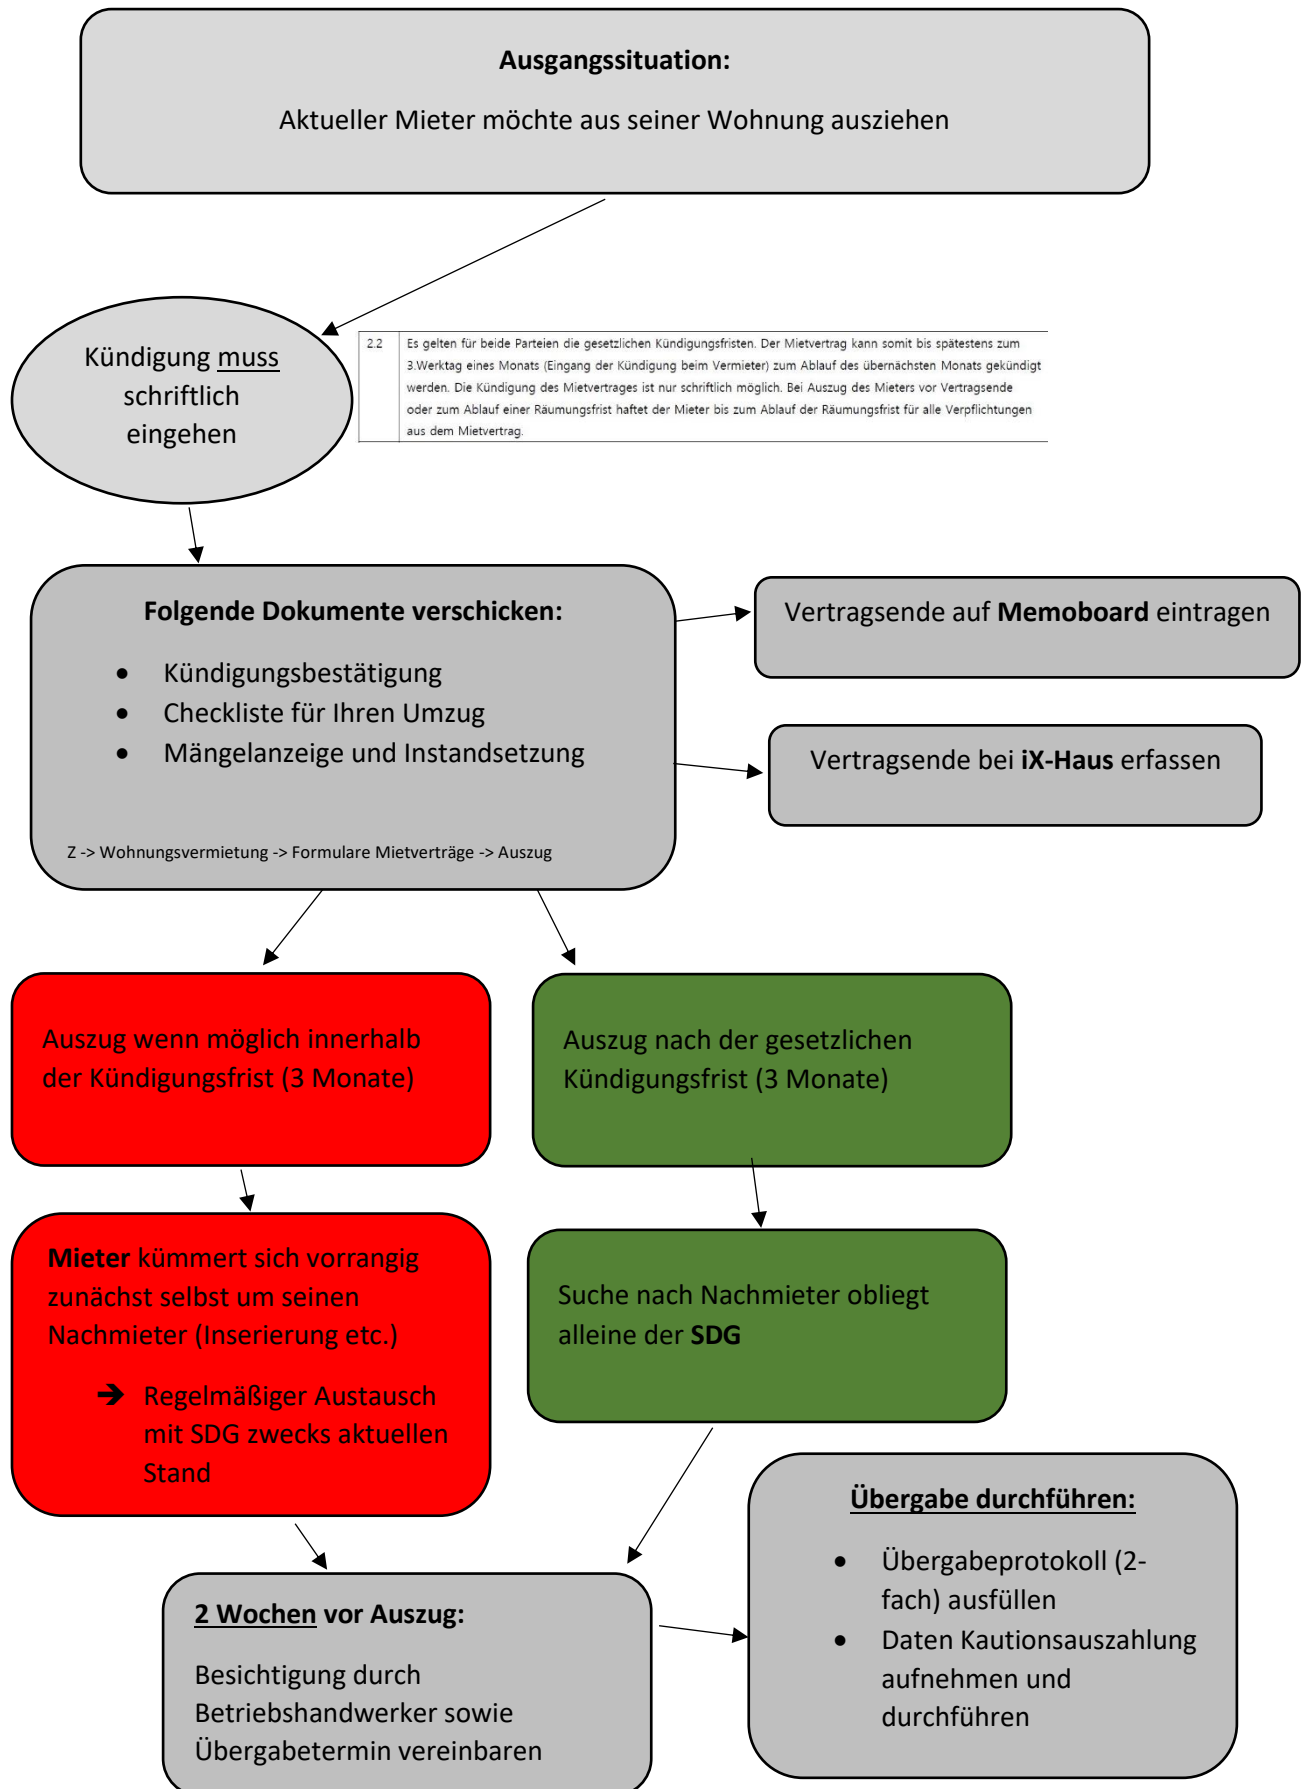 Ausgangssituation:
Aktueller Mieter möchte aus seiner Wohnung ausziehen
Kündigung muss
schriftlich
eingehen
2.2 Es gelten für beide Parteien die gesetzlichen Kündigungsfristen. Der Mietvertrag kann somit bis spätestens zum
3.Werktag eines Monats (Eingang der Kündigung beim Vermieter) zum Ablauf des übernächsten Monats gekündigt
werden. Die Kündigung des Mietvertrages ist nur schriftlich möglich. Bei Auszug des Mieters vor Vertragsende
oder zum Ablauf einer Räumungsfrist haftet der Mieter bis zum Ablauf der Räumungsfrist für alle Verpflichtungen
aus dem Mietvertrag.
Folgende Dokumente verschicken:
• Kündigungsbestätigung
• Checkliste für Ihren Umzug
• Mängelanzeige und Instandsetzung
Z -> Wohnungsvermietung -> Formulare Mietverträge -> Auszug
Vertragsende auf Memoboard eintragen
Vertragsende bei iX-Haus erfassen
Auszug wenn möglich innerhalb
der Kündigungsfrist (3 Monate)
Auszug nach der gesetzlichen
Kündigungsfrist (3 Monate)
Mieter kümmert sich vorrangig
zunächst selbst um seinen
Nachmieter (Inserierung etc.)
➔ Regelmäßiger Austausch
mit SDG zwecks aktuellen
Stand
Suche nach Nachmieter obliegt
alleine der SDG
2 Wochen vor Auszug:
Besichtigung durch
Betriebshandwerker sowie
Übergabetermin vereinbaren
Übergabe durchführen:
• Übergabeprotokoll (2-
fach) ausfüllen
• Daten Kautionsauszahlung
aufnehmen und
durchführen